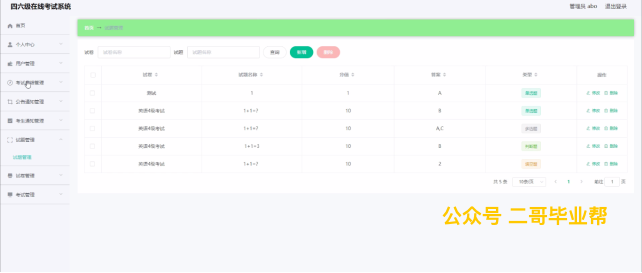 四六级在线考试系统
管理员 abo 退出登录
首页
个人中心
用户管理
考试资料管理
公告通知管理
考生通知管理
试题管理
试题管理
试卷管理
考试管理
首页 试题管理
试卷 试卷名称 试题 试题名称 查询 新增 删除
试卷 试题名称 分值 答案 类型 操作
测试 1 1 A 单选题 修改 删除
英语4级考试 1+1=? 10 B 单选题 修改 删除
英语4级考试 1+1=? 10 A,C 多选题 修改 删除
英语4级考试 1+1=3 10 B 判断题 修改 删除
英语4级考试 1+1=? 10 2 填空题 修改 删除
共 5 条 10条/页 1 前往 1 页
公众号 二哥毕业帮